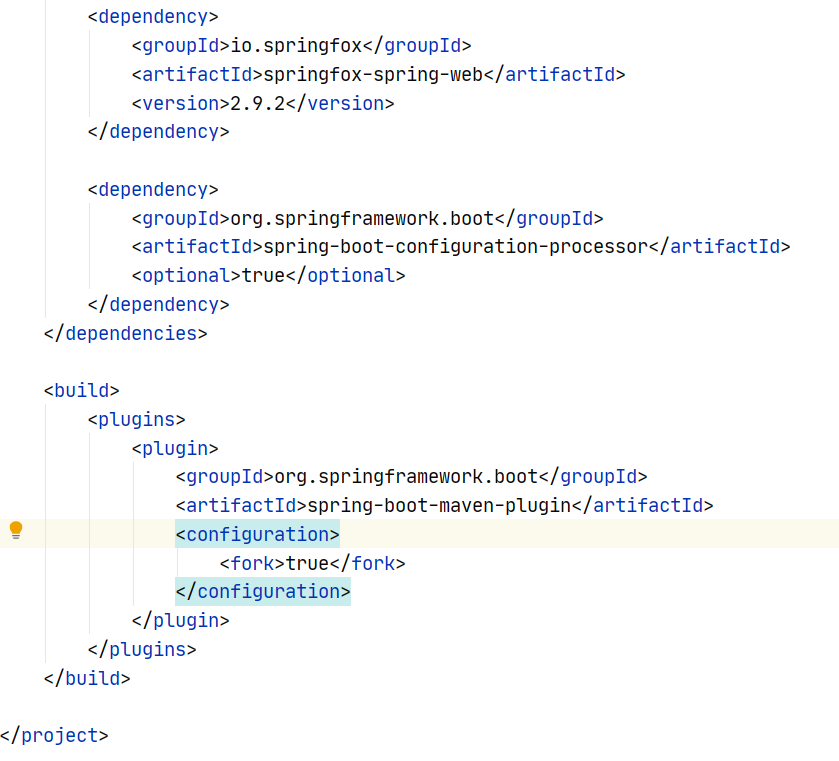 <dependency>
<groupId>io.springfox</groupId>
<artifactId>springfox-spring-web</artifactId>
<version>2.9.2</version>
</dependency>
<dependency>
<groupId>org.springframework.boot</groupId>
<artifactId>spring-boot-configuration-processor</artifactId>
<optional>true</optional>
</dependency>
</dependencies>
<build>
<plugins>
<plugin>
<groupId>org.springframework.boot</groupId>
<artifactId>spring-boot-maven-plugin</artifactId>
<configuration>
<fork>true</fork>
</configuration>
</plugin>
</plugins>
</build>
</project>